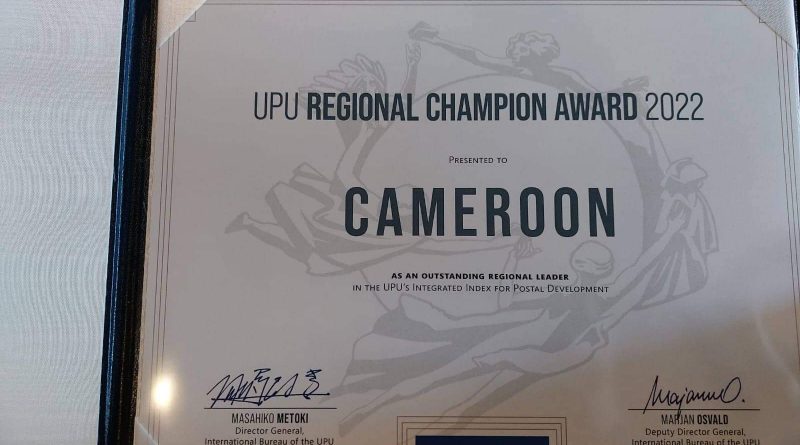 UPU REGIONAL CHAMPION AWARD 2022
PRESENTED TO
CAMEROON
AS AN OUTSTANDING REGIONAL LEADER
IN THE UPU'S INTEGRATED INDEX FOR POSTAL DEVELOPMENT
MASAHIKO METOKI
Director General,
International Bureau of the UPU
MARJAN OSVALD
Deputy Director General,
International Bureau of the UPU